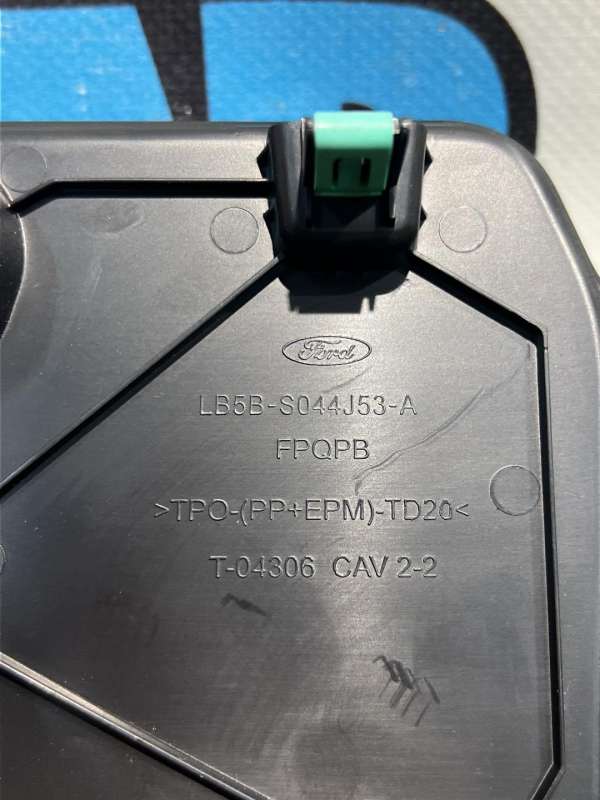 Ford
LB5B-S044J53-A
FPQPB
>TPO-(PP+EPM)-TD20<
T-04306 CAV 2-2